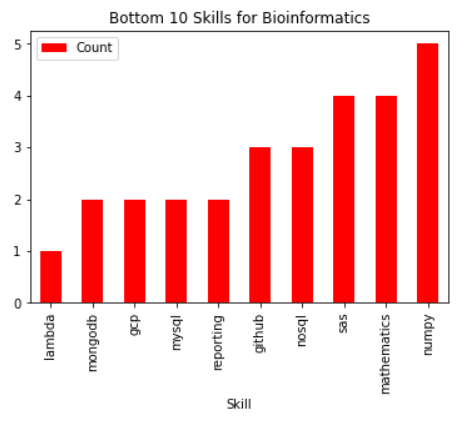 Bottom 10 Skills for Bioinformatics
Count
5
4
3
2
1
0
lambda
mongodb
gcp
mysql
reporting
github
nosql
sas
mathematics
numpy
Skill